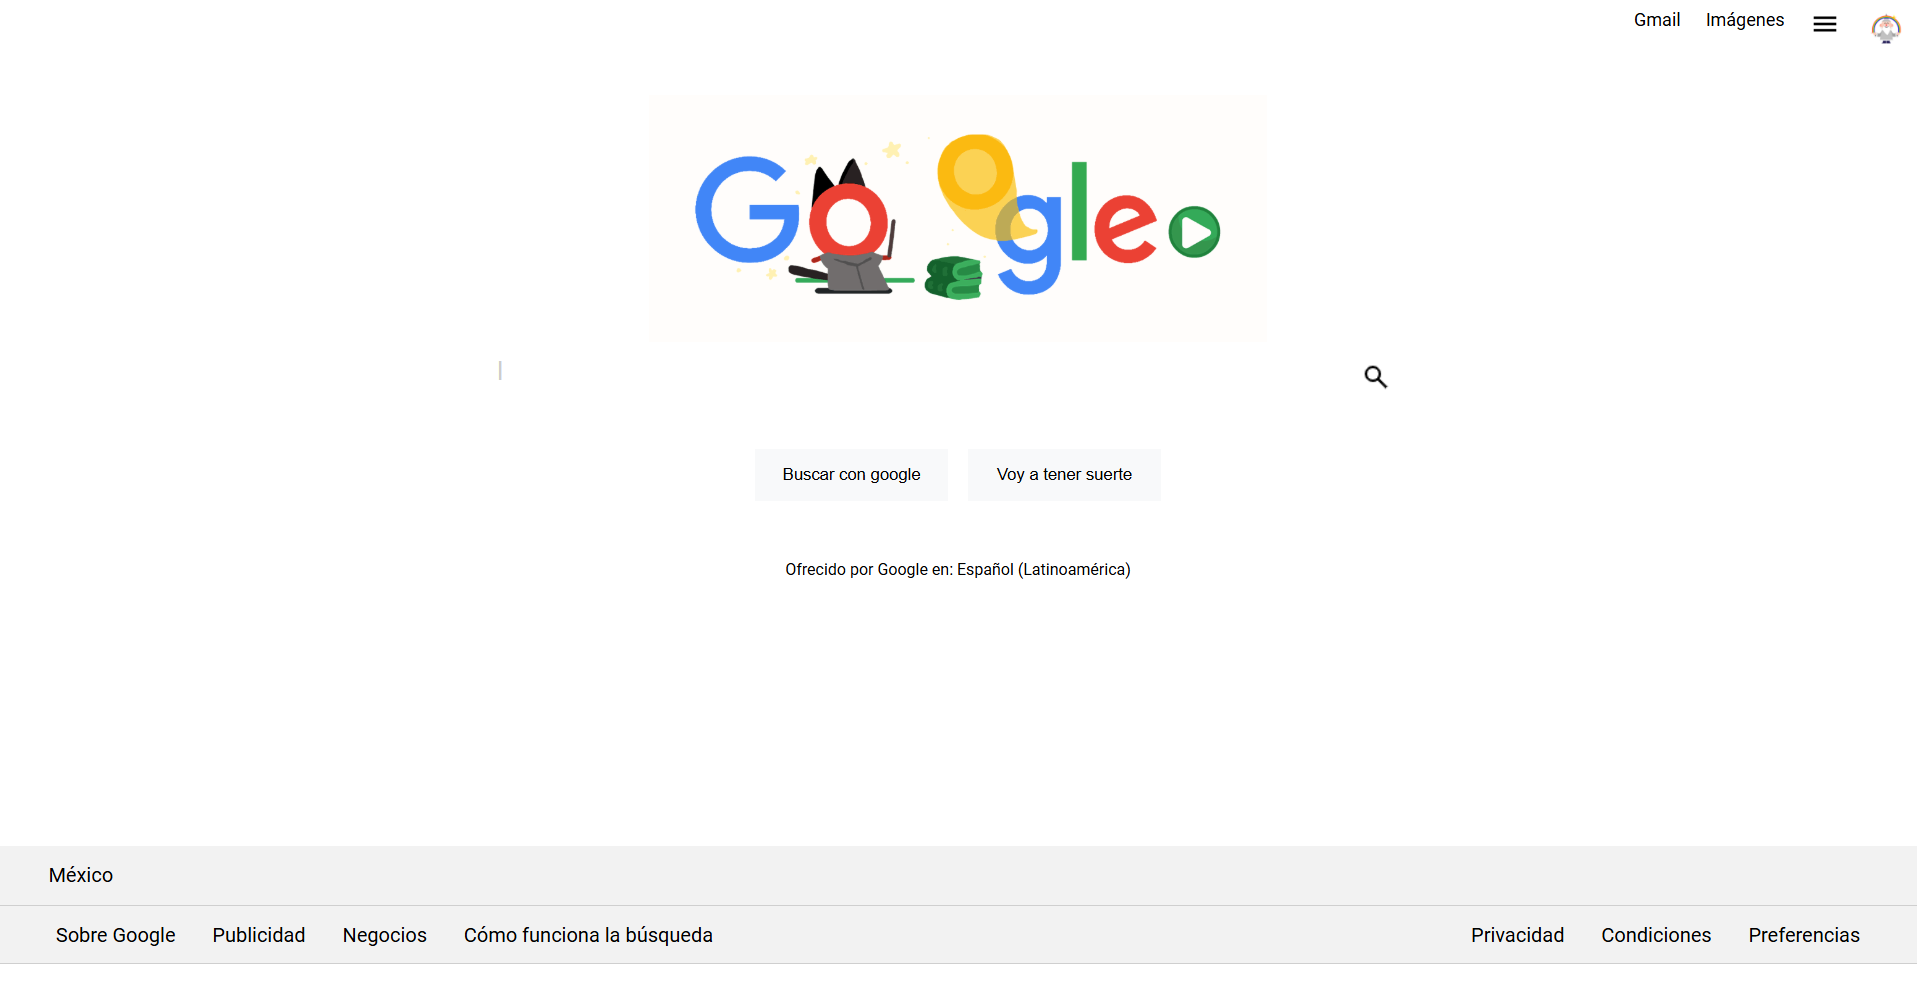 Gmail Imágenes
Google
Buscar con google Voy a tener suerte
Ofrecido por Google en: Español (Latinoamérica)
México
Sobre Google Publicidad Negocios Cómo funciona la búsqueda Privacidad Condiciones Preferencias